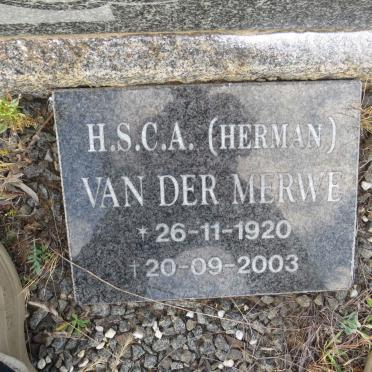 H.S.C.A. (HERMAN)
VAN DER MERWE
* 26-11-1920
† 20-09-2003